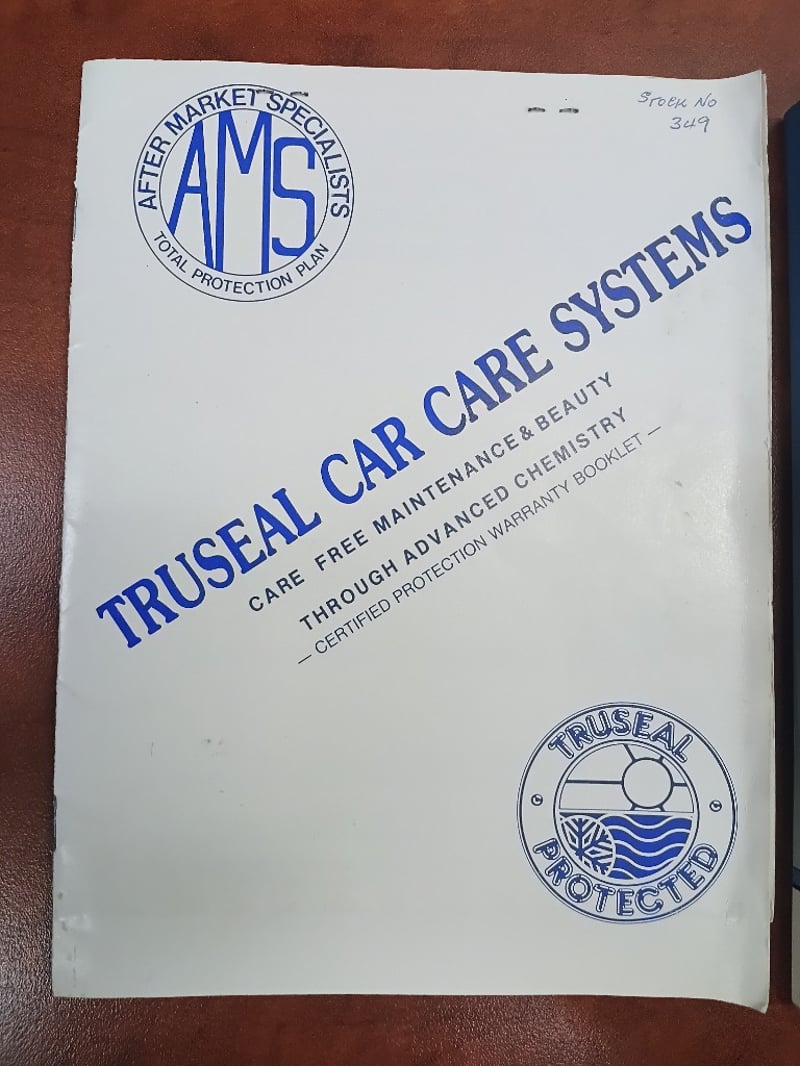 AFTER MARKET SPECIALISTS
AMS
TOTAL PROTECTION PLAN
Stock No
349
TRUSEAL CAR CARE SYSTEMS
CARE FREE MAINTENANCE & BEAUTY
THROUGH ADVANCED CHEMISTRY
— CERTIFIED PROTECTION WARRANTY BOOKLET —
TRUSEAL
PROTECTED